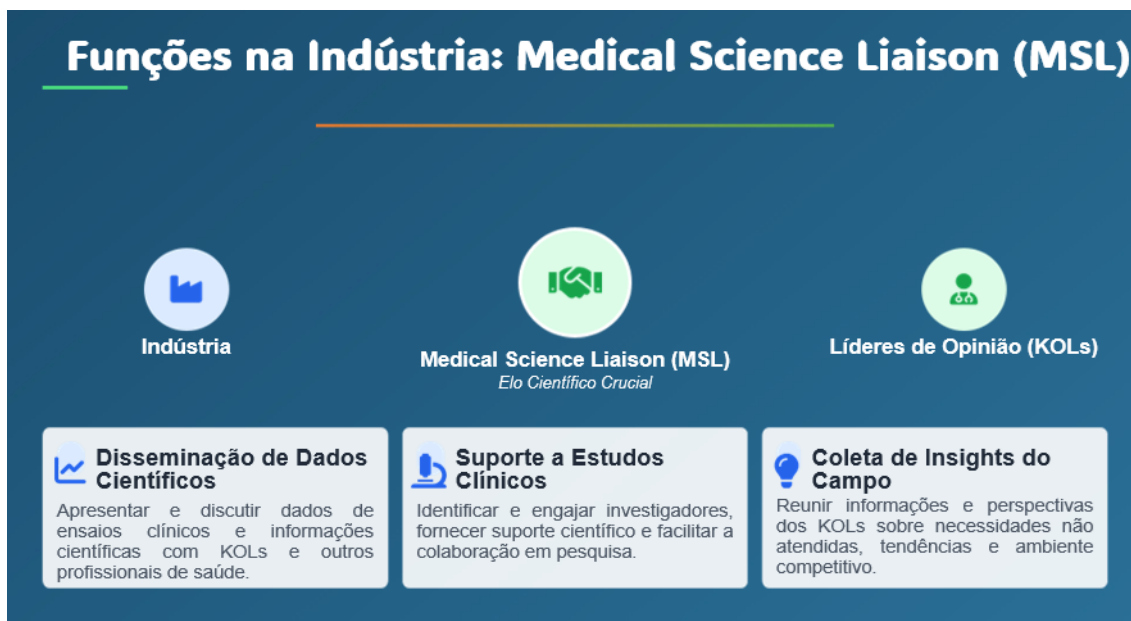 Funções na Indústria: Medical Science Liaison (MSL)
Indústria
Medical Science Liaison (MSL)
Elo Científico Crucial
Líderes de Opinião (KOLs)
Disseminação de Dados
Científicos
Apresentar e discutir dados de
ensaios clínicos e informações
científicas com KOLs e outros
profissionais de saúde.
Suporte a Estudos
Clínicos
Identificar e engajar investigadores,
fornecer suporte científico e facilitar a
colaboração em pesquisa.
Coleta de Insights do
Campo
Reunir informações e perspectivas
dos KOLs sobre necessidades não
atendidas, tendências e ambiente
competitivo.